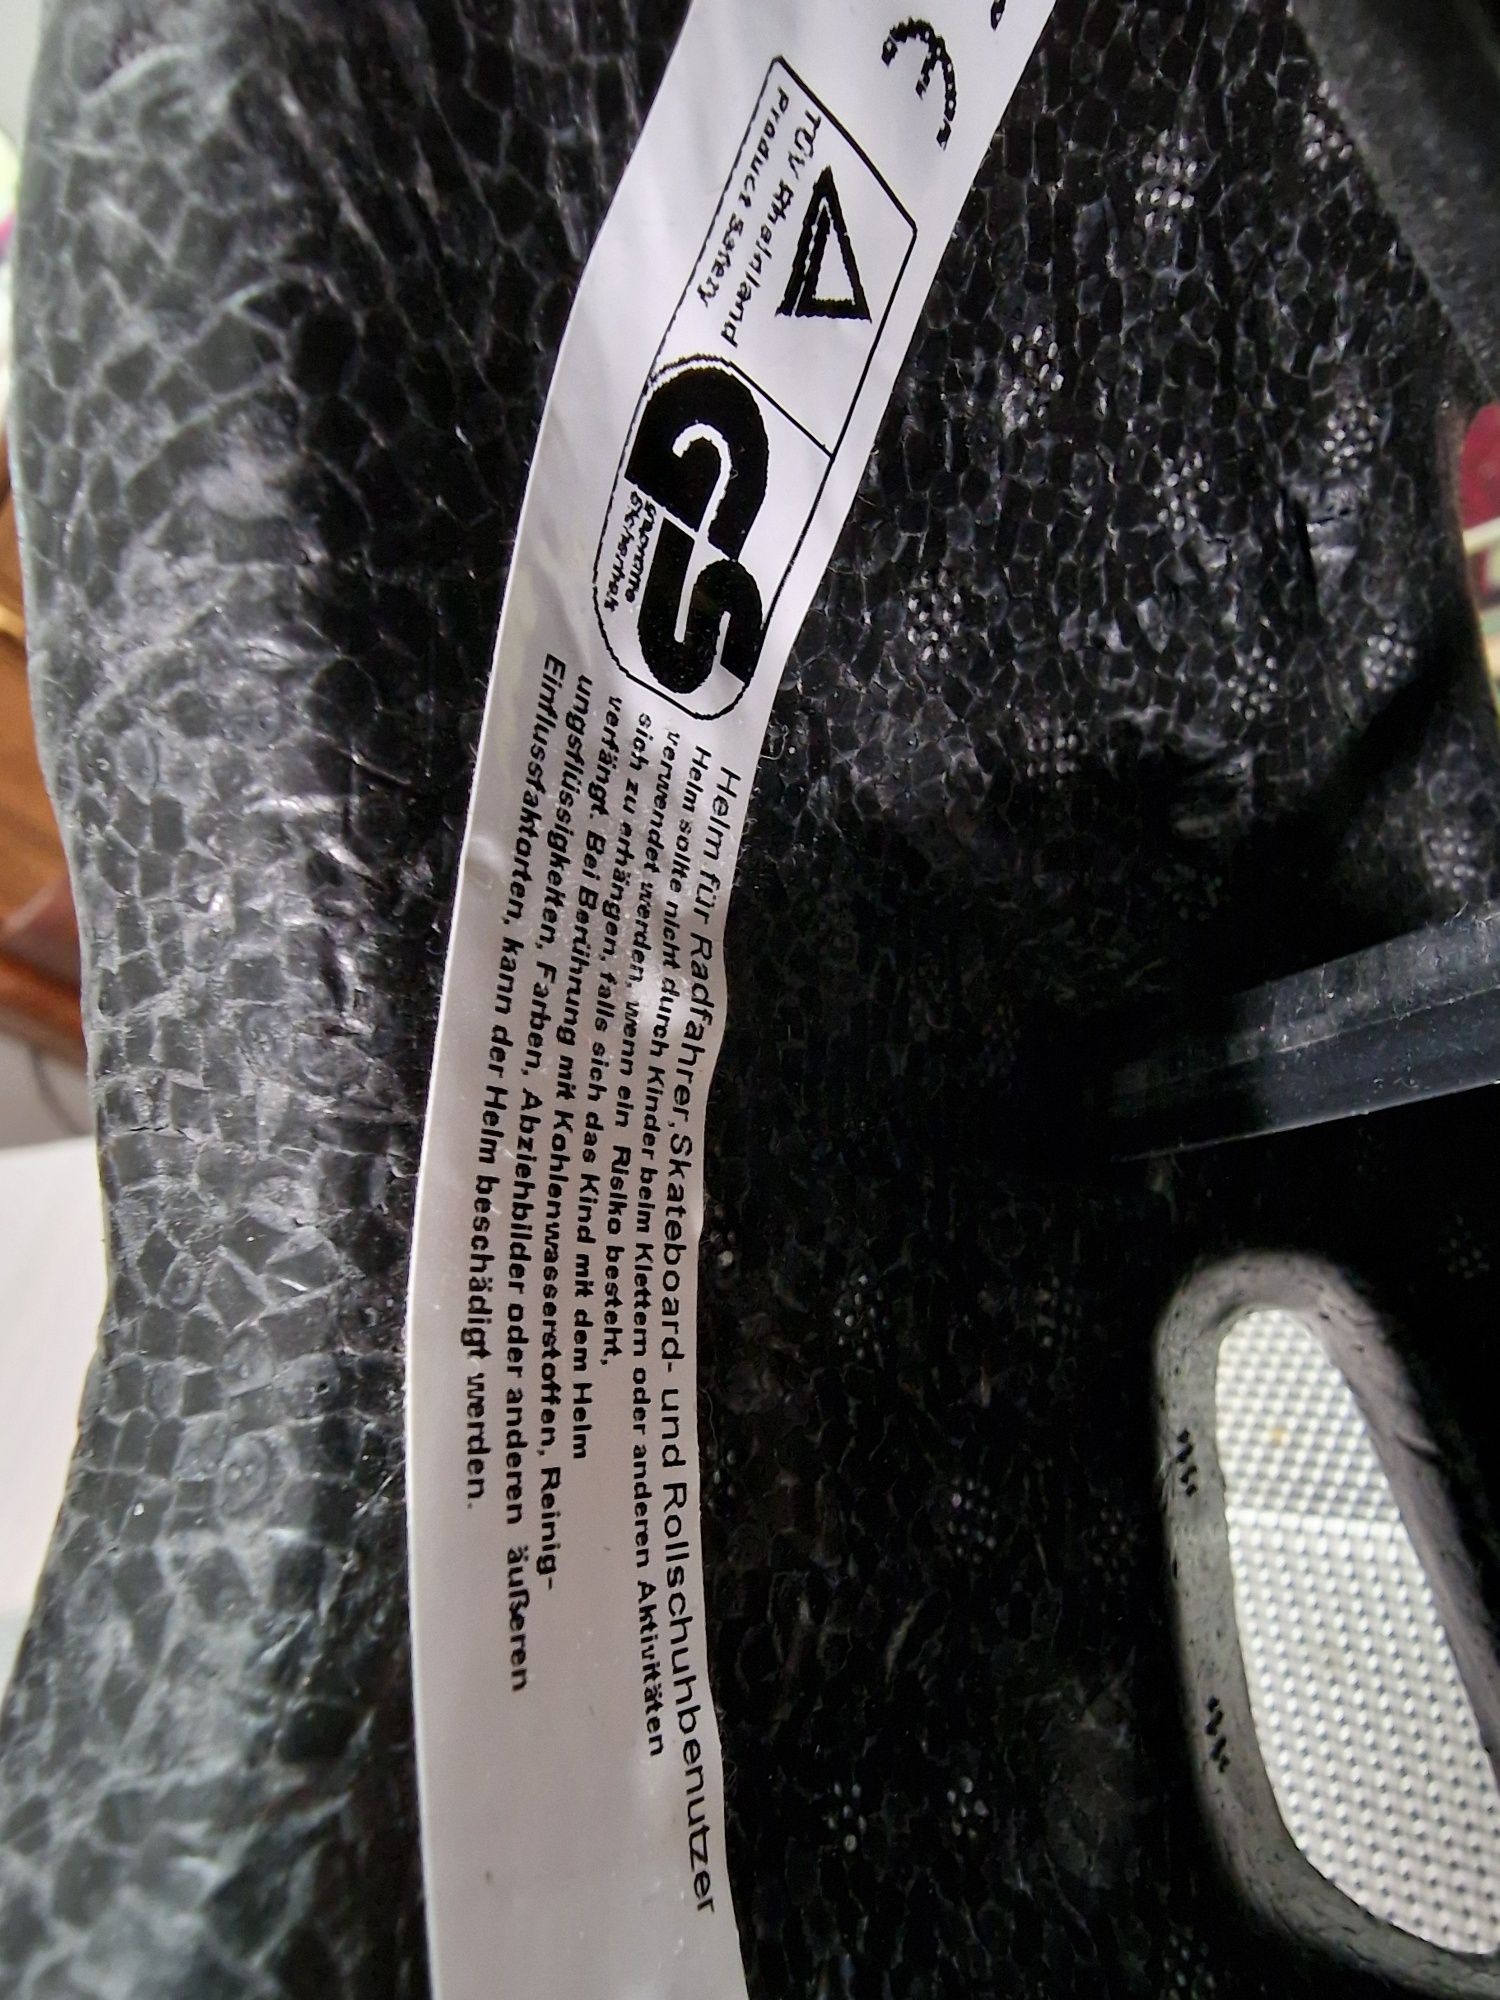 CE
TÜV Rheinland
Product Safety
GS
geprüfte
Sicherheit
Helm für Radfahrer,Skateboard- und Rollschuhbenutzer
Helm sollte nicht durch Kinder beim Klettern oder anderen Aktivitäten
verwendet werden, wenn ein Risiko besteht,
sich zu erhängen, falls sich das Kind mit dem Helm
verfängt. Bei Berührung mit Kohlenwasserstoffen, Reinig-
ungsflüssigkeiten, Farben, Abziehbilder oder anderen äußeren
Einflussfaktorten, kann der Helm beschädigt werden.